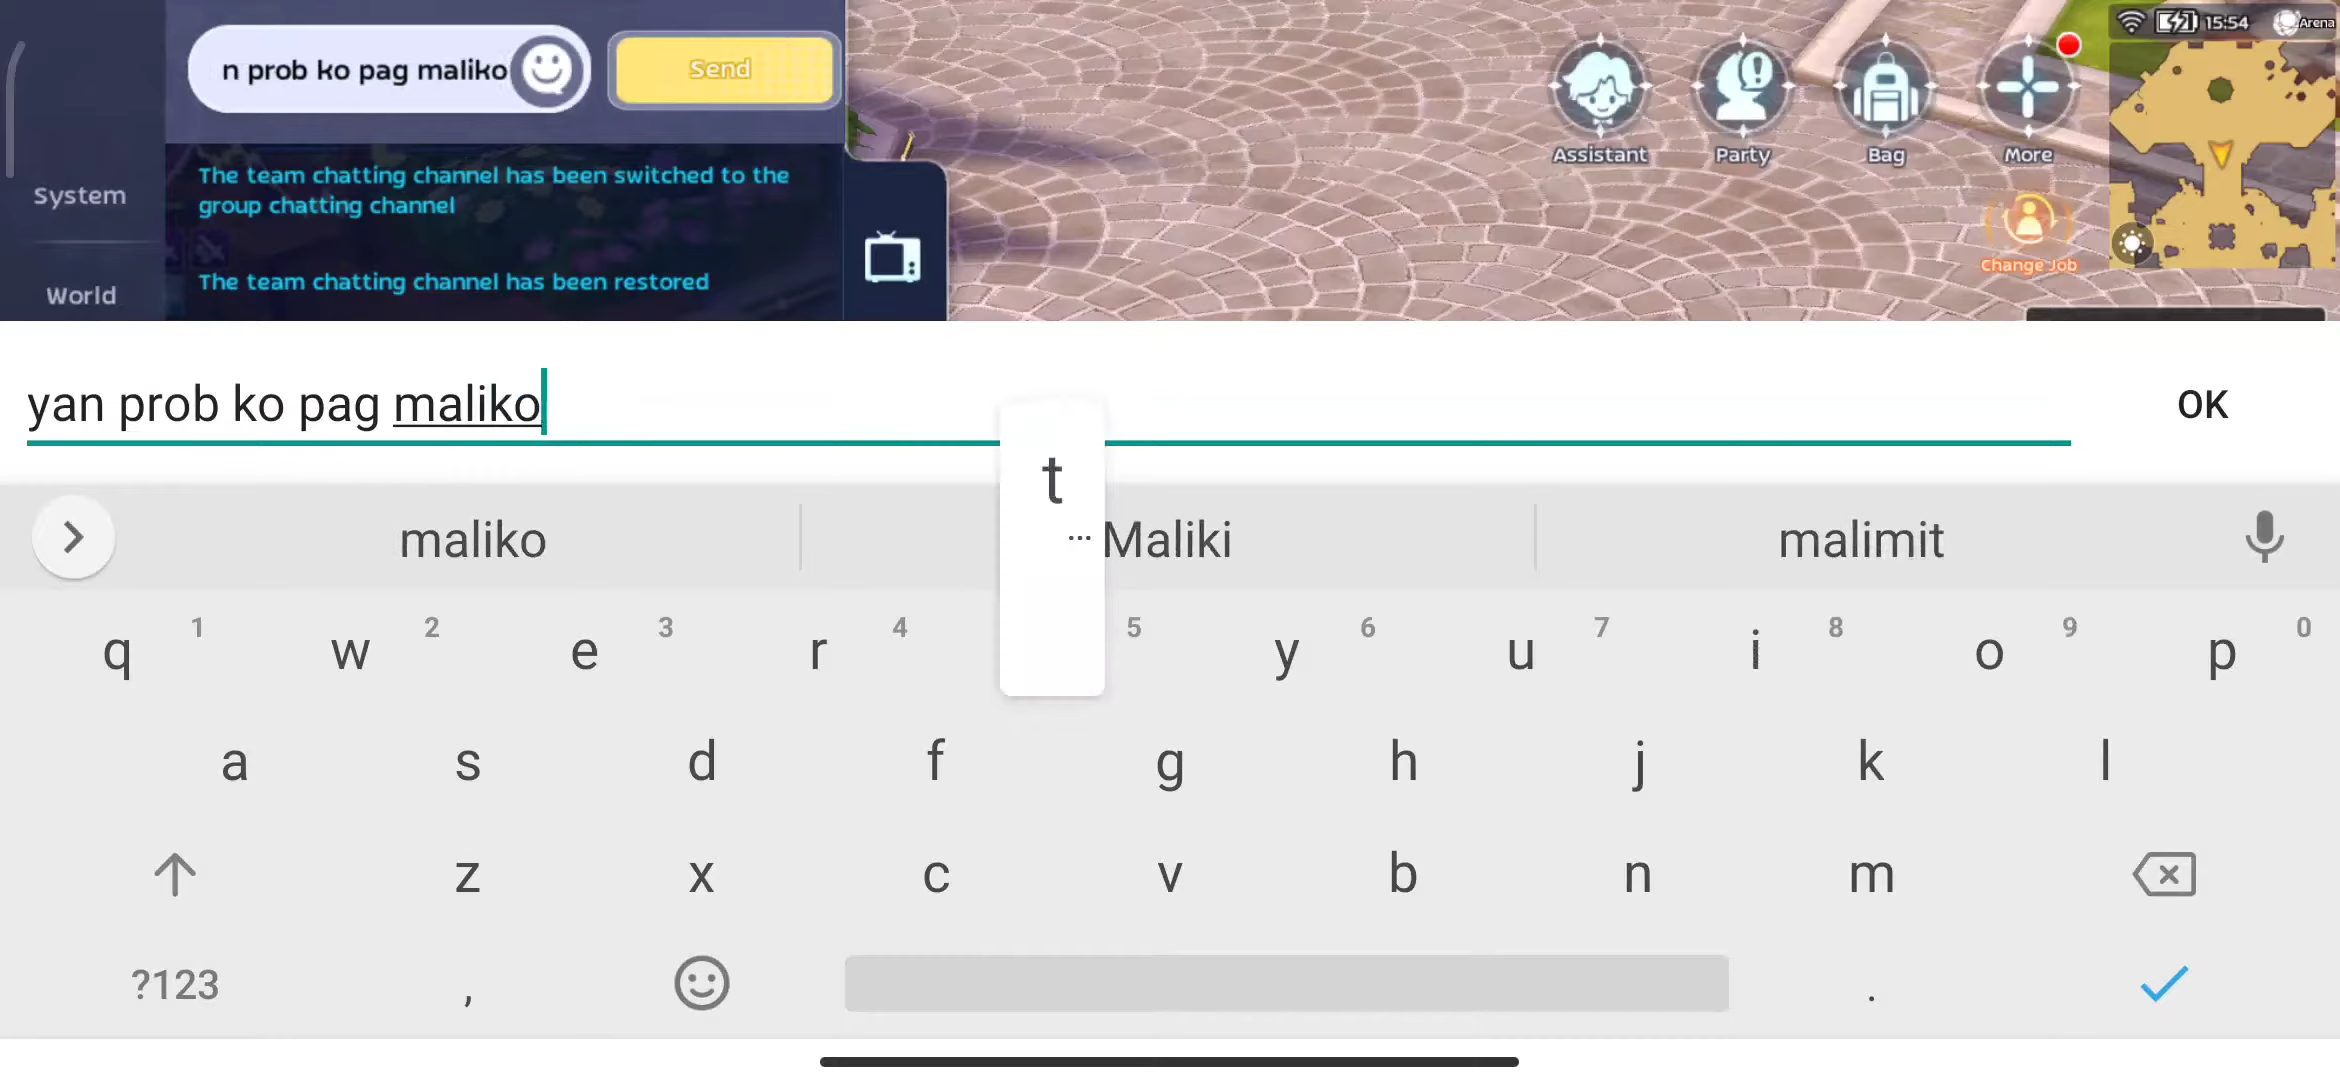 n prob ko pag maliko
Send
System
World
The team chatting channel has been switched to the
group chatting channel
The team chatting channel has been restored
Assistant
Party
Bag
More
Change Job
15:54
Arena
yan prob ko pag maliko
OK
t
maliko
Maliki
malimit
q 1 w 2 e 3 r 4 5 y 6 u 7 i 8 o 9 p 0
a s d f g h j k l
z x c v b n m
?123 , .